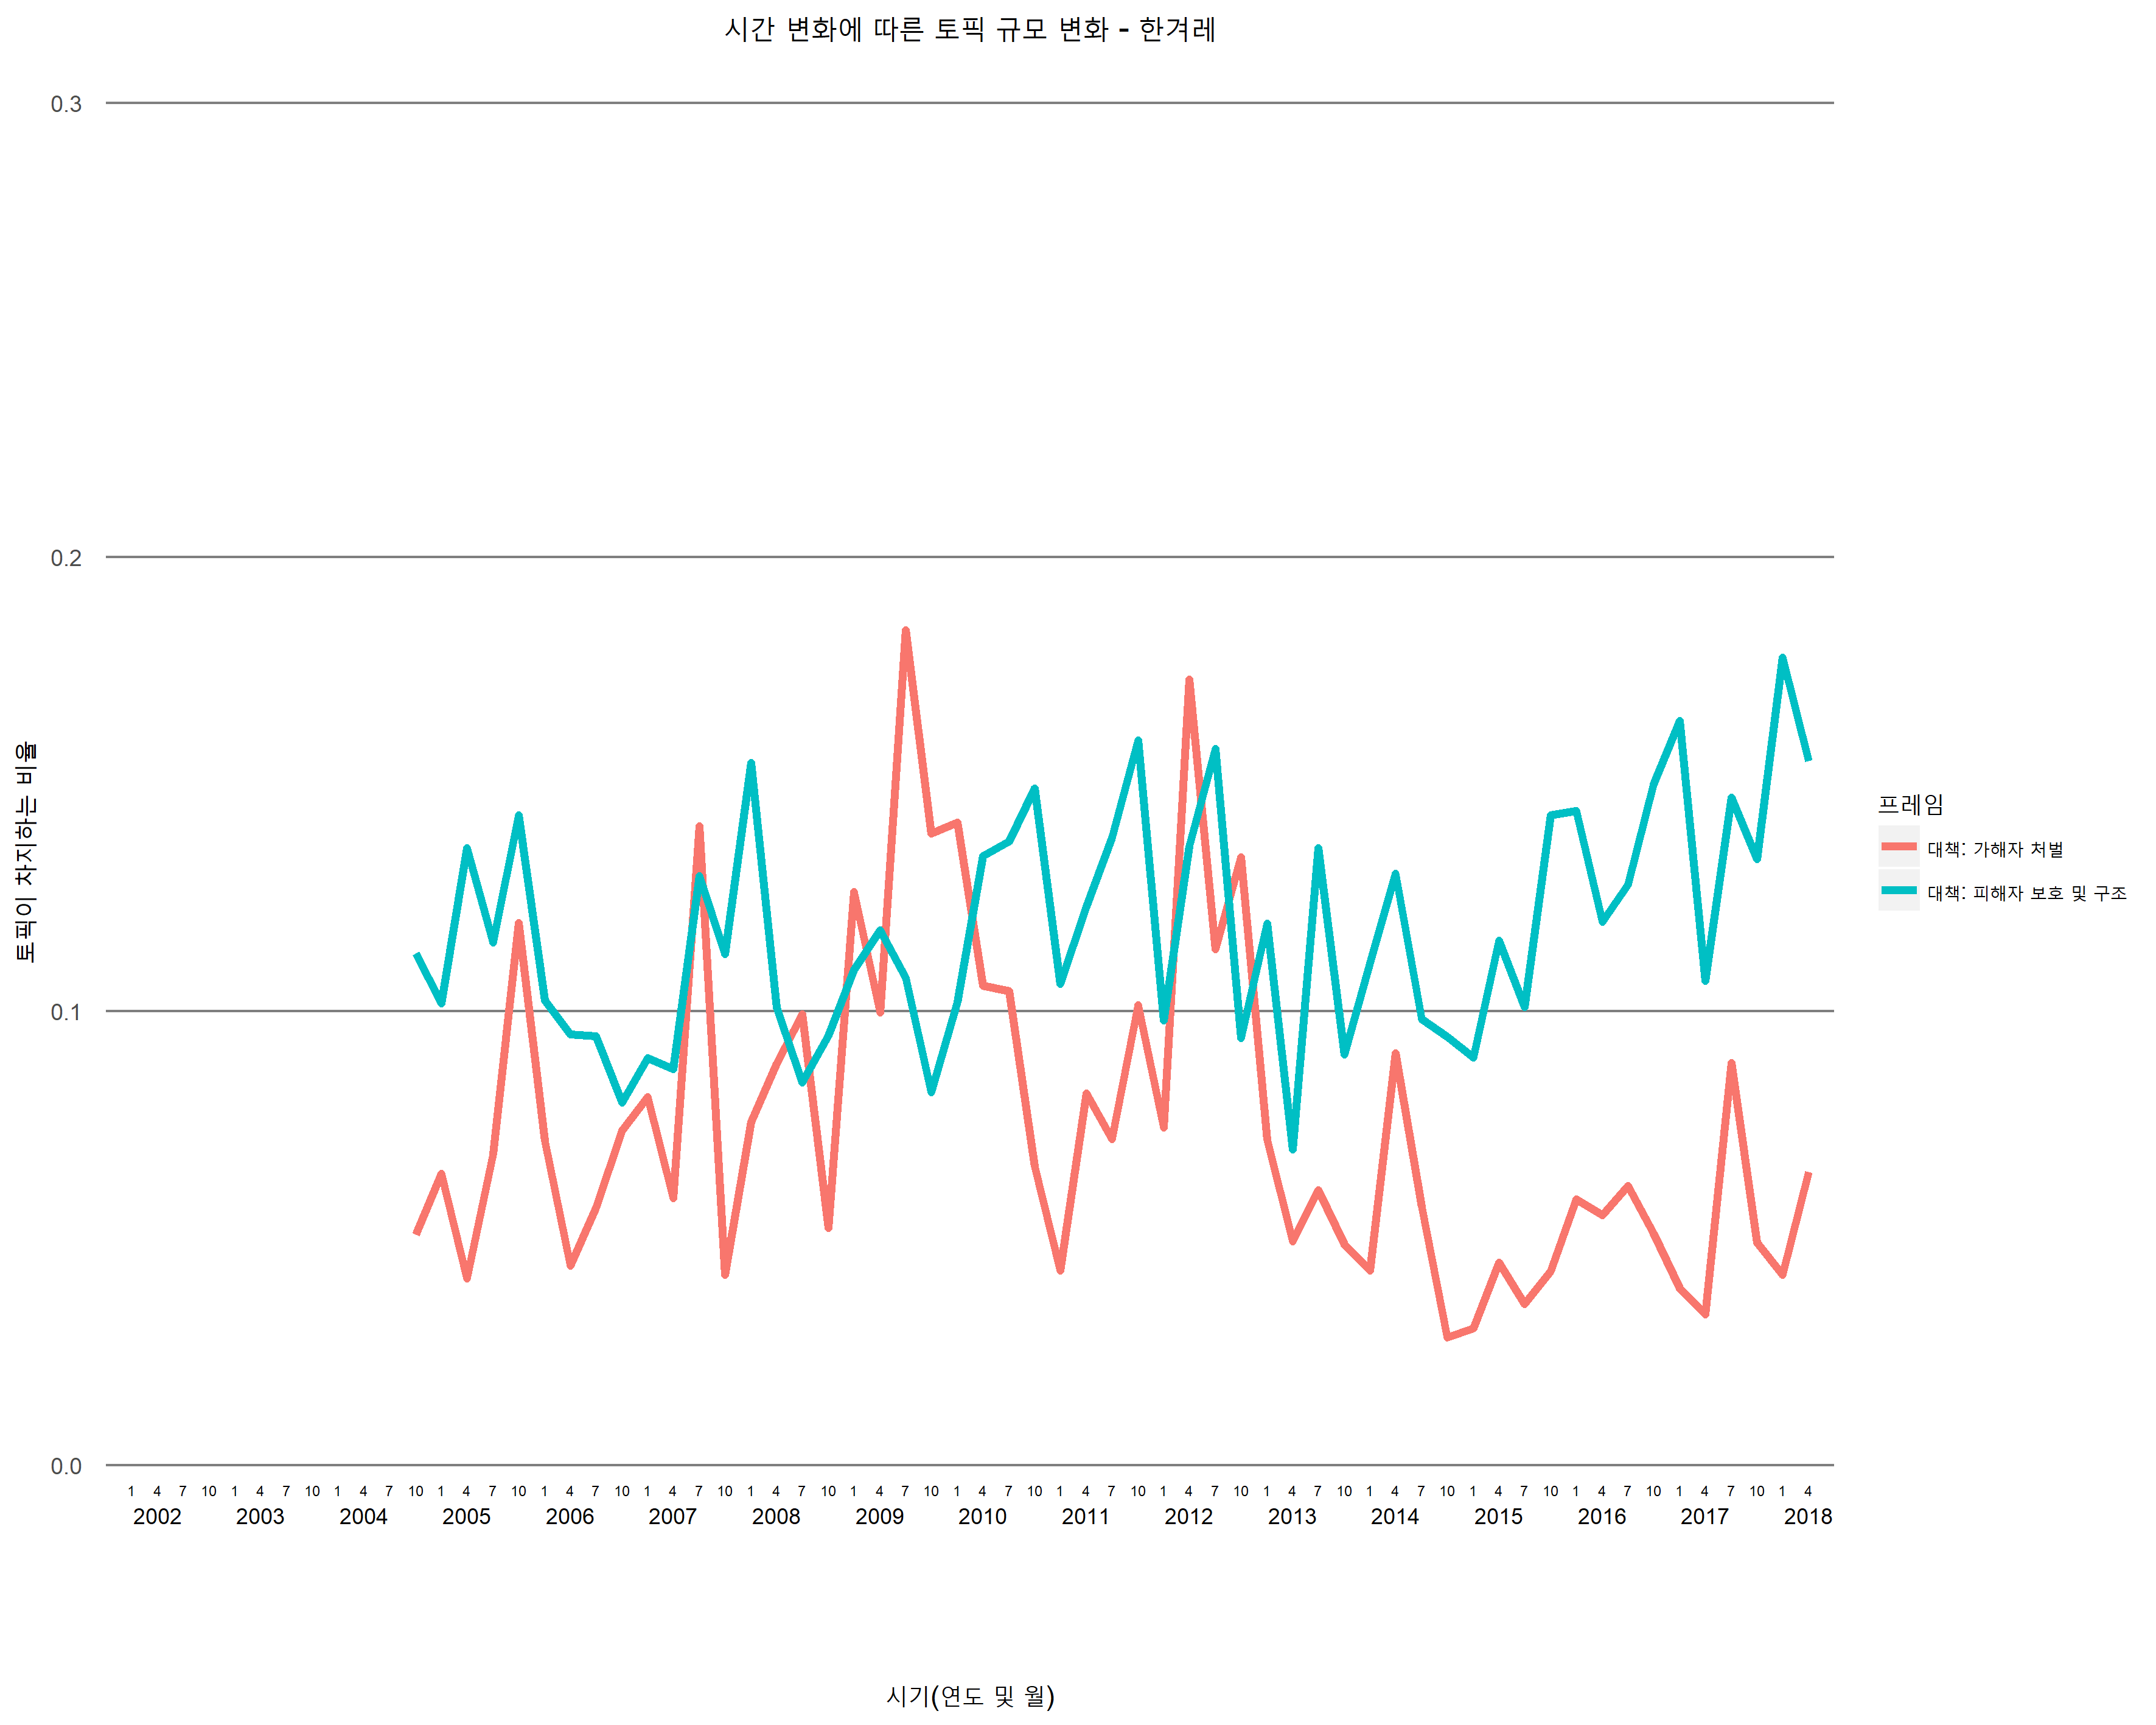 시간 변화에 따른 토픽 규모 변화 - 한겨레
0.3
0.2
0.1
0.0
토픽이 차지하는 비율
1 4 7 10 1 4 7 10 1 4 7 10 1 4 7 10 1 4 7 10 1 4 7 10 1 4 7 10 1 4 7 10 1 4 7 10 1 4 7 10 1 4 7 10 1 4 7 10 1 4 7 10 1 4 7 10 1 4 7 10 1 4 7 10 1 4
2002 2003 2004 2005 2006 2007 2008 2009 2010 2011 2012 2013 2014 2015 2016 2017 2018
시기(연도 및 월)
프레임
대책: 가해자 처벌
대책: 피해자 보호 및 구조